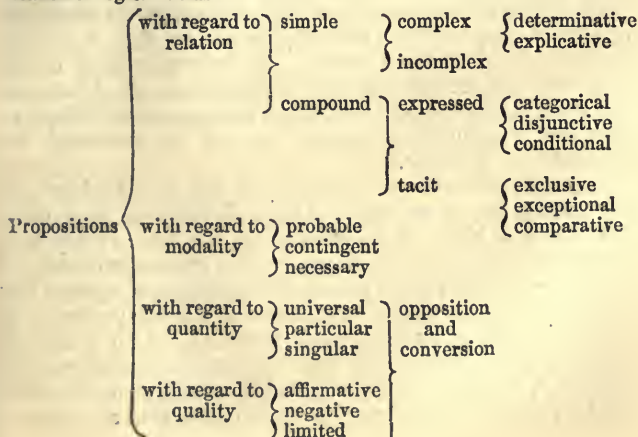 with regard to relation simple complex determinative
explicative
incomplex
compound expressed categorical
disjunctive
conditional
tacit exclusive
exceptional
comparative
Propositions with regard to modality probable
contingent
necessary
with regard to quantity universal opposition
particular and
singular conversion
with regard to quality affirmative
negative
limited